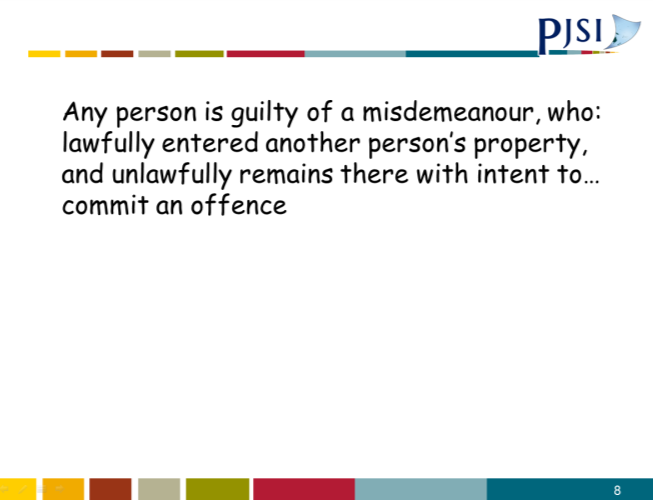 PJSI
Any person is guilty of a misdemeanour, who:
lawfully entered another person's property,
and unlawfully remains there with intent to…
commit an offence
8